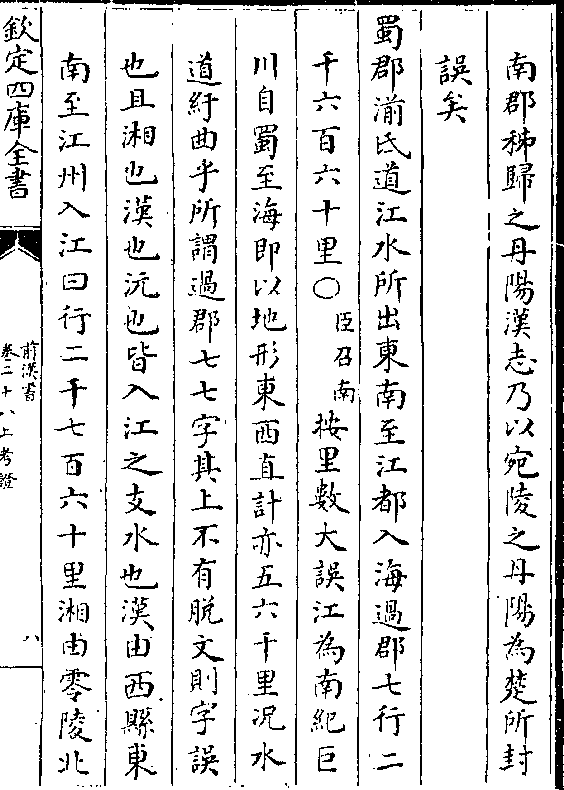 南郡秭歸之丹陽漢志乃以宛陵之丹陽為楚所封
誤矣
蜀郡湔氐道江水所出東南至江都入海過郡七行二
千六百六十里○臣召南按里數大誤江為南紀巨
川自蜀至海即以地形東西直計亦五六千里況水
道紆曲乎所謂過郡七七字其上不有脱文則字誤
也且湘也漢也沅也皆入江之支水也漢由西縣東
南至江州入江曰行二千七百六十里湘由零陵北
欽定四庫全書
前漢書
卷二十八上考證
八